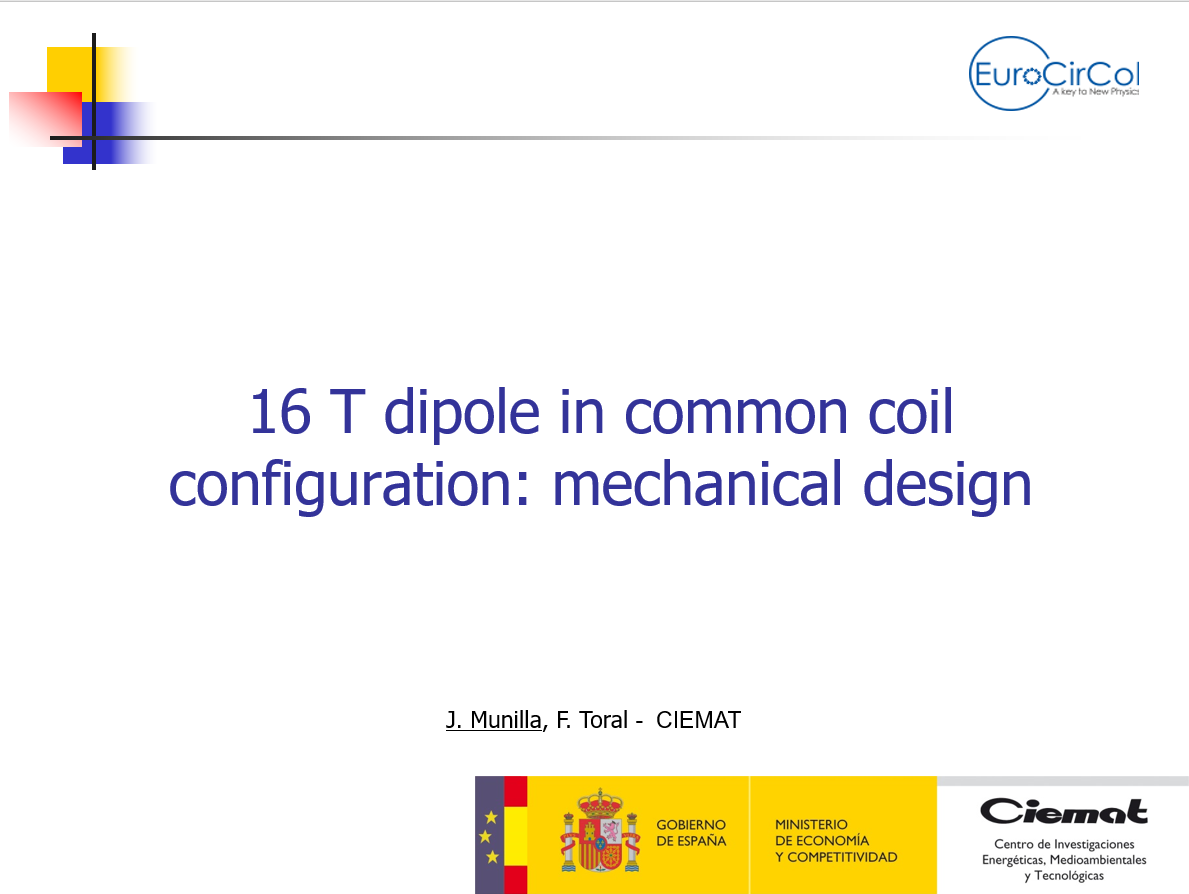 EuroCirCol
A key to New Physics
16 T dipole in common coil
configuration: mechanical design
J. Munilla, F. Toral - CIEMAT
GOBIERNO
DE ESPAÑA
MINISTERIO
DE ECONOMÍA
Y COMPETITIVIDAD
Ciemat
Centro de Investigaciones
Energéticas, Medioambientales
y Tecnológicas